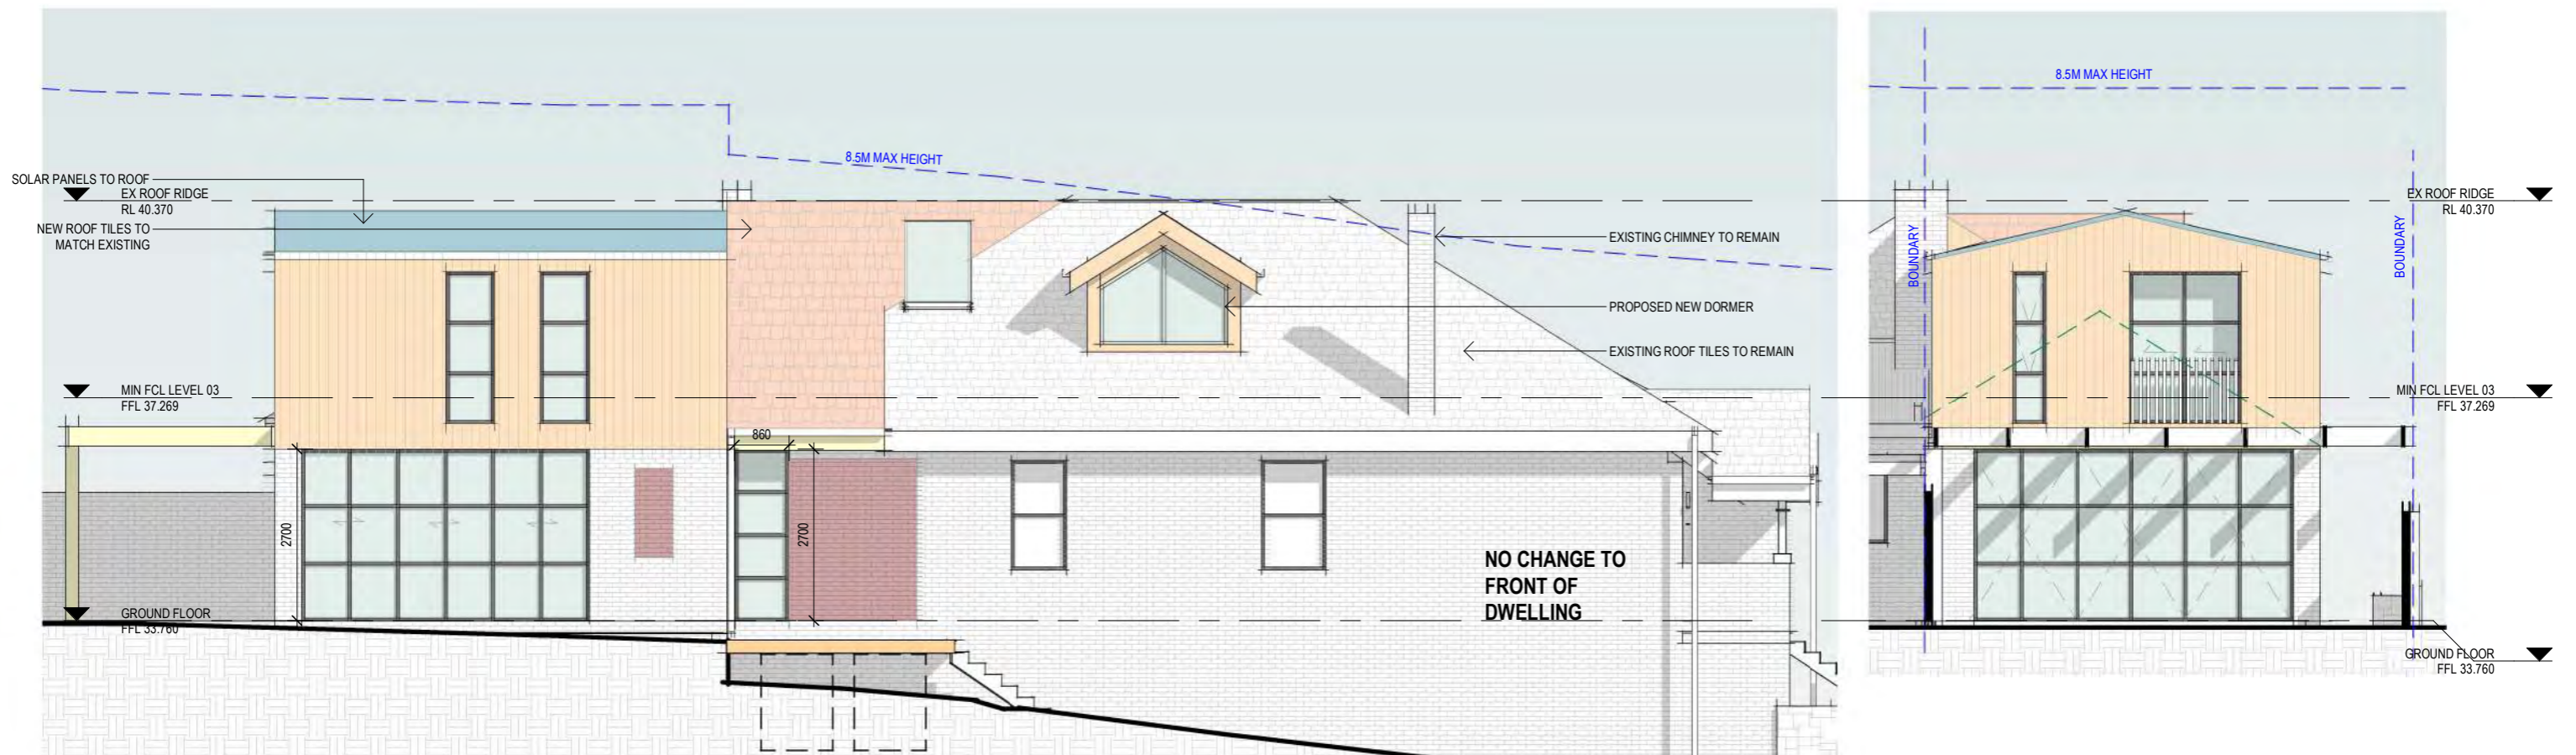 SOLAR PANELS TO ROOF
EX ROOF RIDGE
RL 40.370
NEW ROOF TILES TO
MATCH EXISTING
MIN FCL LEVEL 03
FFL 37.269
GROUND FLOOR
FFL 33.760
2700
860
2700
8.5M MAX HEIGHT
EXISTING CHIMNEY TO REMAIN
PROPOSED NEW DORMER
EXISTING ROOF TILES TO REMAIN
NO CHANGE TO
FRONT OF
DWELLING
8.5M MAX HEIGHT
BOUNDARY
BOUNDARY
EX ROOF RIDGE
RL 40.370
MIN FCL LEVEL 03
FFL 37.269
GROUND FLOOR
FFL 33.760